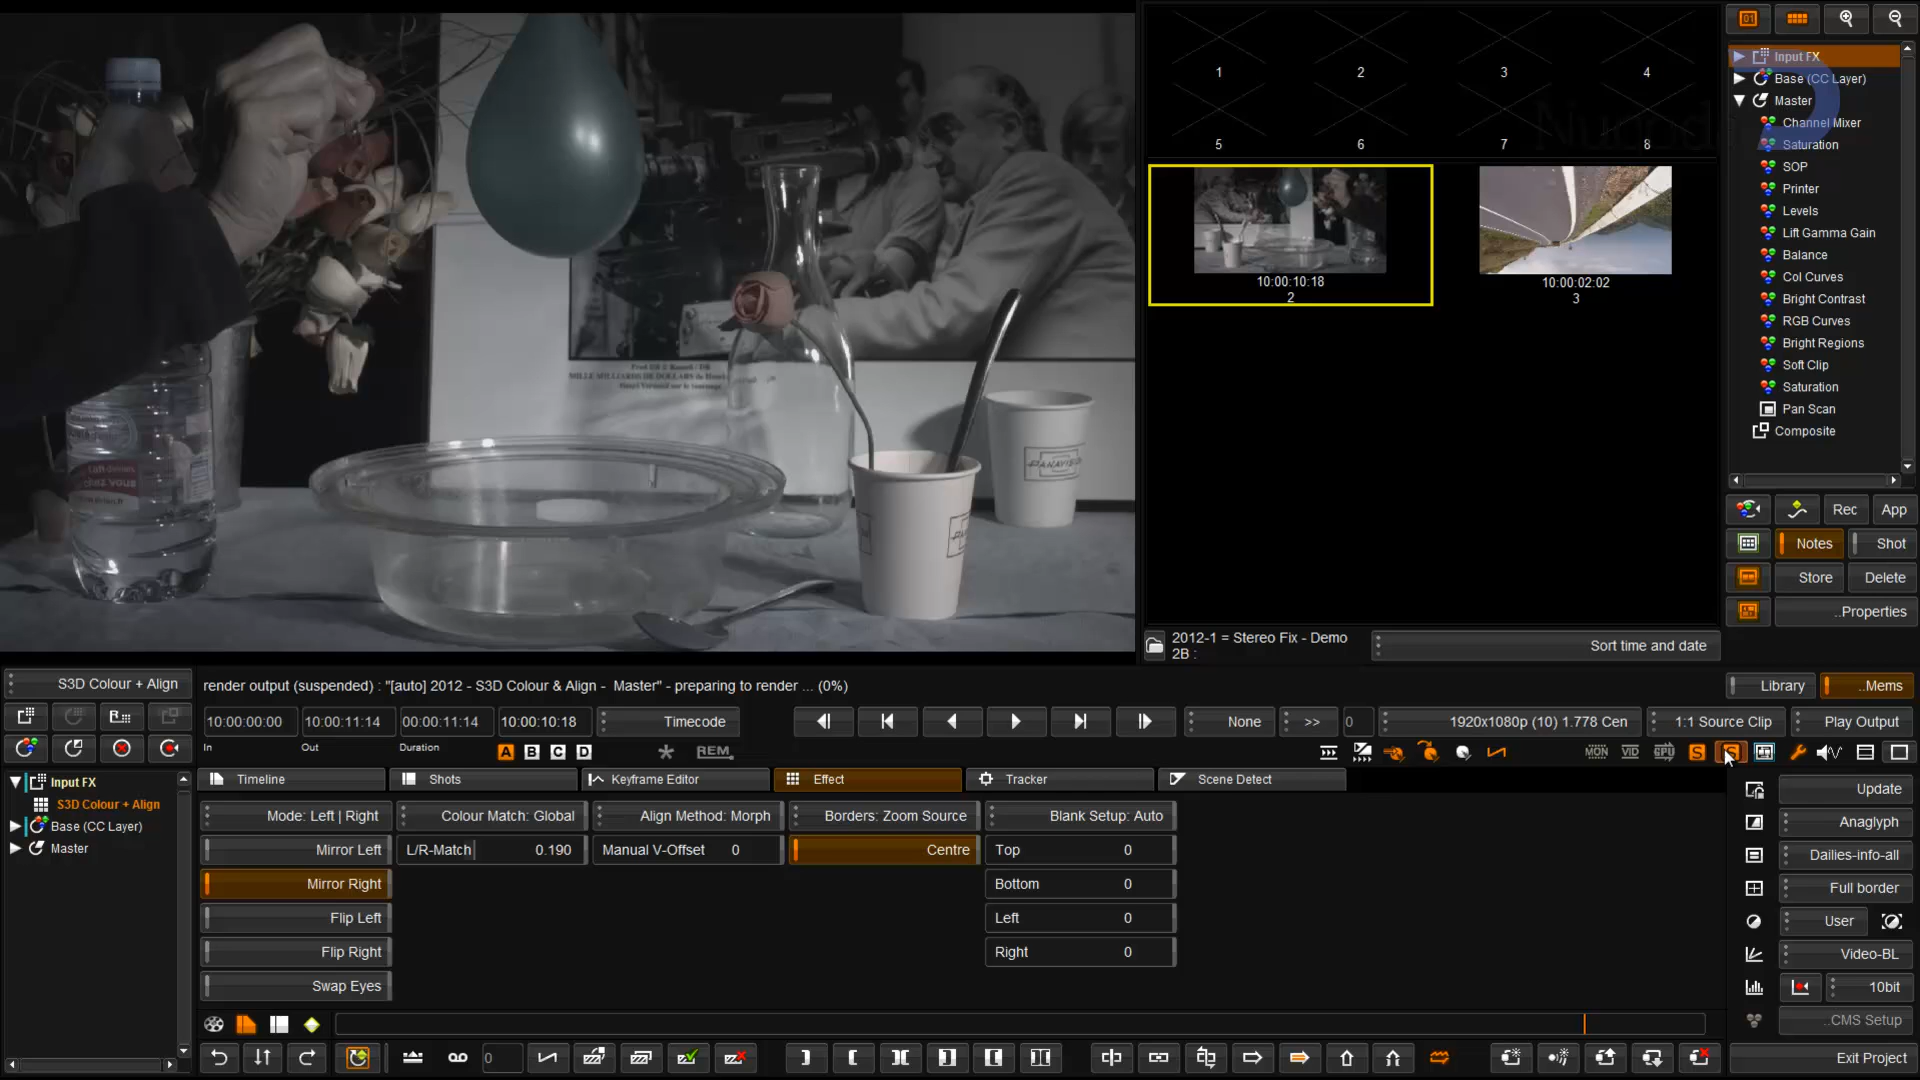 1 2 3 4
5 6 7 8
10:00:10:18
2
10:00:02:02
3
Input FX
Base (CC Layer)
Master
Channel Mixer
Saturation
SOP
Printer
Levels
Lift Gamma Gain
Balance
Col Curves
Bright Contrast
RGB Curves
Bright Regions
Soft Clip
Saturation
Pan Scan
Composite
Rec App
Notes Shot
Store Delete
..Properties
2012-1 = Stereo Fix - Demo
2B :
Sort time and date
MILLE MILLIARDS DE DOLLARS
PANAVISION
chez vous
S3D Colour + Align
render output (suspended) : "[auto] 2012 - S3D Colour & Align - Master" - preparing to render ... (0%)
Library ..Mems
10:00:00:00 10:00:11:14 00:00:11:14 10:00:10:18 Timecode None >> 0 1920x1080p (10) 1.778 Cen 1:1 Source Clip Play Output
In Out Duration A B C D REM MON VID GPU S S
Timeline Shots Keyframe Editor Effect Tracker Scene Detect
Input FX
S3D Colour + Align
Base (CC Layer)
Master
Mode: Left | Right Colour Match: Global Align Method: Morph Borders: Zoom Source Blank Setup: Auto
Mirror Left L/R-Match 0.190 Manual V-Offset 0 Centre Top 0
Mirror Right Bottom 0
Flip Left Left 0
Flip Right Right 0
Swap Eyes
Update
Anaglyph
Dailies-info-all
Full border
User
Video-BL
10bit
..CMS Setup
0
Exit Project